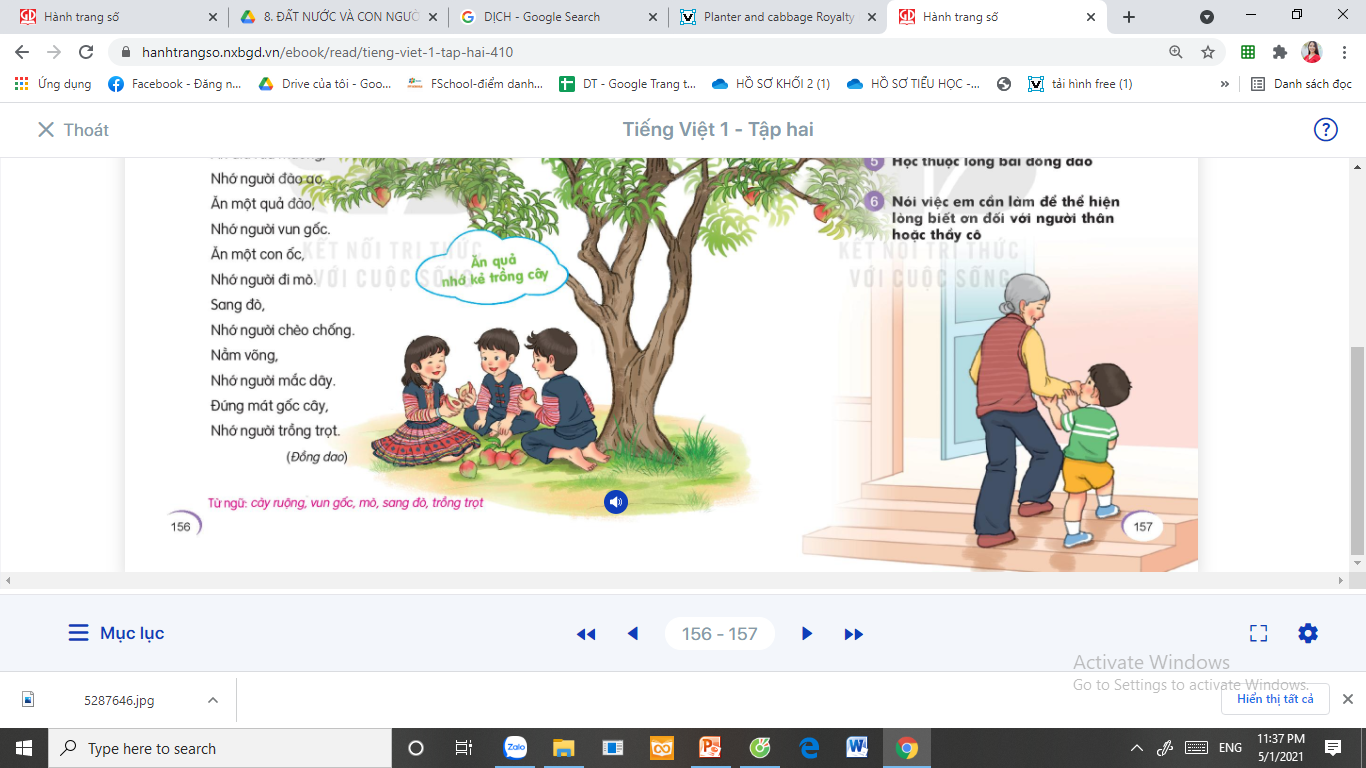 Hành trang số
8. ĐẤT NƯỚC VÀ CON NGƯỜ
DỊCH - Google Search
Planter and cabbage Royalty
Hành trang số
hanhtrangso.nxbgd.vn/ebook/read/tieng-viet-1-tap-hai-410
Ứng dụng
Facebook - Đăng n...
Drive của tôi - Goo...
FSchool-điểm danh...
DT - Google Trang t...
HỒ SƠ KHỐI 2 (1)
HỒ SƠ TIỂU HỌC -...
tải hình free (1)
»
Danh sách đọc
Thoát
Tiếng Việt 1 - Tập hai
Nhớ người đào ao.
Ăn một quả đào,
Nhớ người vun gốc.
Ăn một con ốc,
Nhớ người đi mò.
Sang đò,
Nhớ người chèo chống.
Nằm võng,
Nhớ người mắc dây.
Đứng mát gốc cây,
Nhớ người trồng trọt.
(Đồng dao)
Từ ngữ: cày ruộng, vun gốc, mò, sang đò, trồng trọt
156
Ăn quả
nhớ kẻ trồng cây
KẾT NỐI TRI THỨC
VỚI CUỘC SỐNG
5 Học thuộc lòng bài đồng dao
6 Nói việc em cần làm để thể hiện
lòng biết ơn đối với người thân
hoặc thầy cô
KẾT NỐI TRI THỨC
VỚI CUỘC SỐNG
157
Mục lục
156 - 157
Activate Windows
Go to Settings to activate Windows.
5287646.jpg
Hiển thị tất cả
Type here to search
Zalo
ENG
11:37 PM
5/1/2021